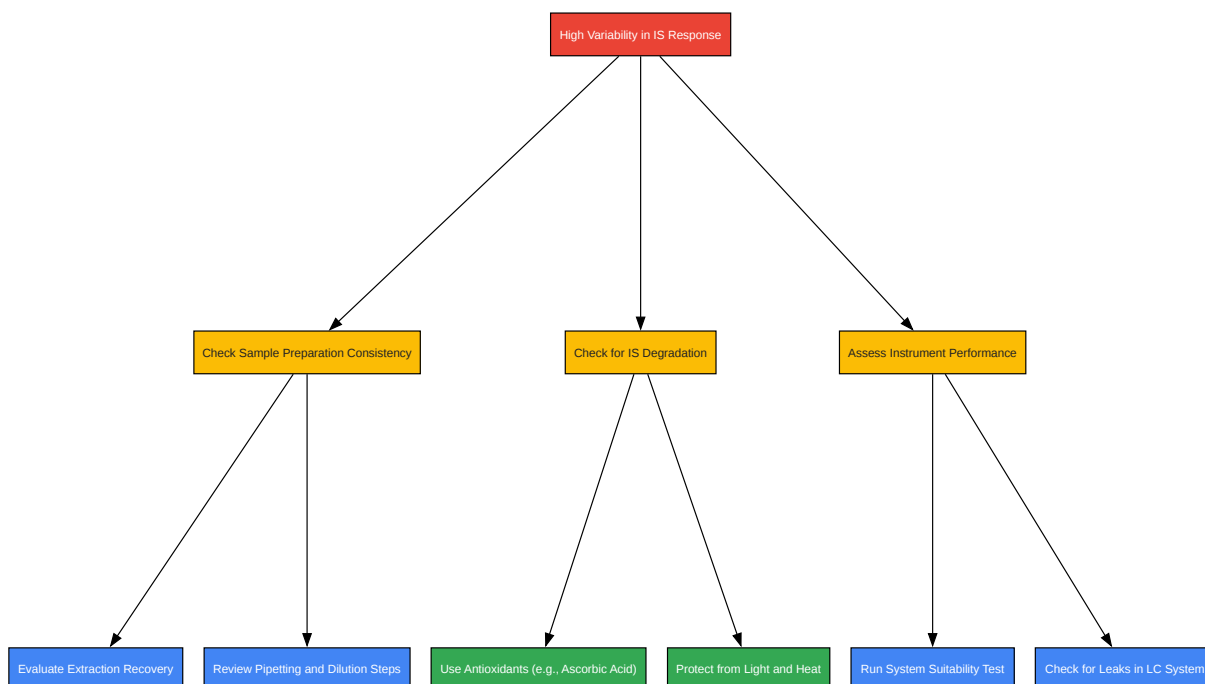 High Variability in IS Response
Check Sample Preparation Consistency
Check for IS Degradation
Assess Instrument Performance
Evaluate Extraction Recovery
Review Pipetting and Dilution Steps
Use Antioxidants (e.g., Ascorbic Acid)
Protect from Light and Heat
Run System Suitability Test
Check for Leaks in LC System